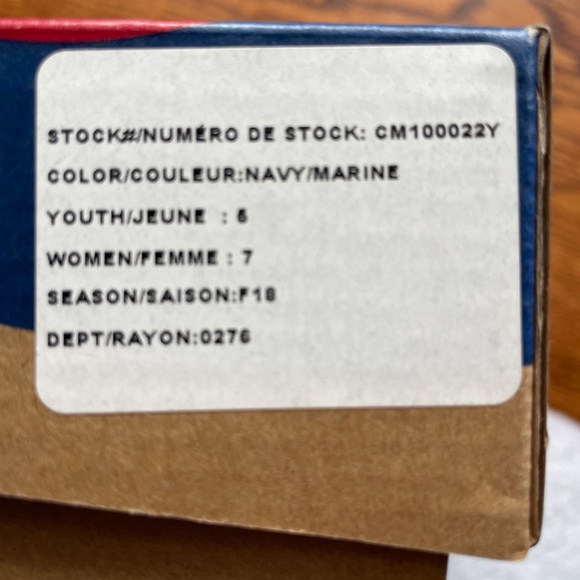 STOCK#/NUMÉRO DE STOCK: CM100022Y
COLOR/COULEUR:NAVY/MARINE
YOUTH/JEUNE : 5
WOMEN/FEMME : 7
SEASON/SAISON:F18
DEPT/RAYON:0276